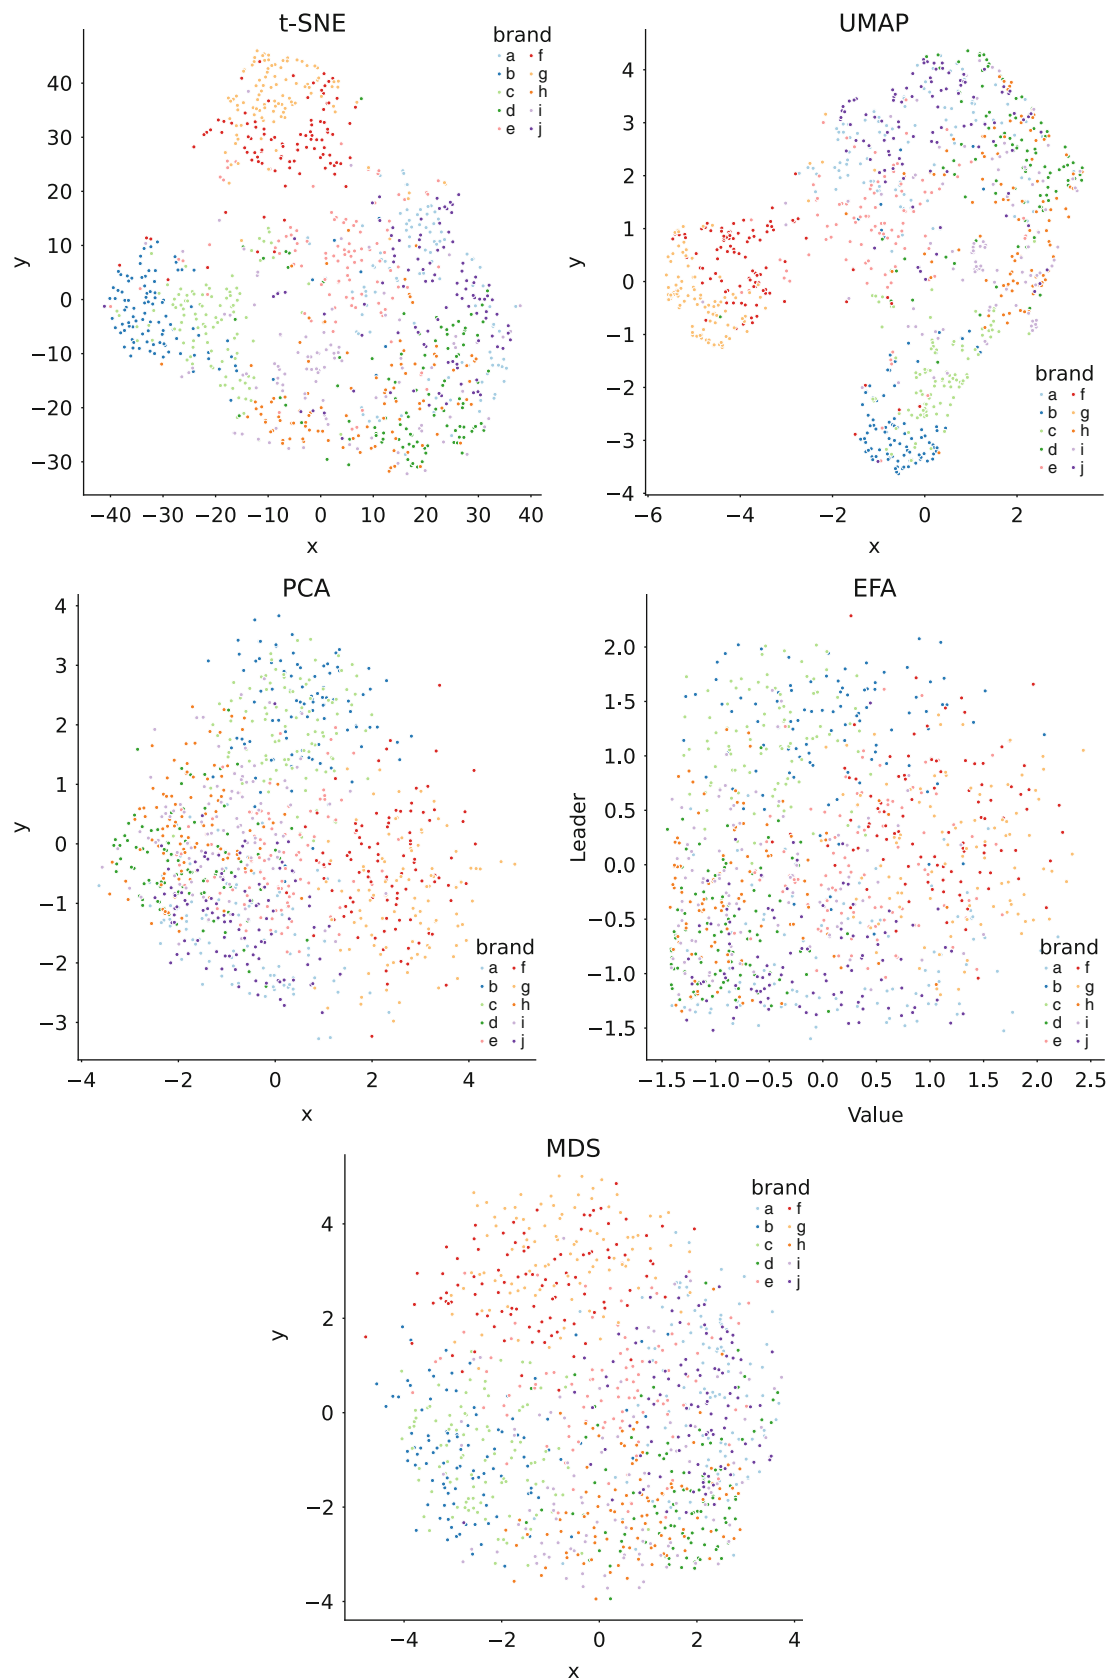 t-SNE
brand
a f
b g
c h
d i
e j
40
30
20
10
0
−10
−20
−30
y
−40 −30 −20 −10 0 10 20 30 40
x
UMAP
4
3
2
1
0
−1
−2
−3
−4
y
brand
a f
b g
c h
d i
e j
−6 −4 −2 0 2
x
PCA
4
3
2
1
0
−1
−2
−3
y
brand
a f
b g
c h
d i
e j
−4 −2 0 2 4
x
EFA
2.0
1.5
1.0
0.5
0.0
−0.5
−1.0
−1.5
Leader
brand
a f
b g
c h
d i
e j
−1.5 −1.0 −0.5 0.0 0.5 1.0 1.5 2.0 2.5
Value
MDS
brand
a f
b g
c h
d i
e j
4
2
0
−2
−4
y
−4 −2 0 2 4
x